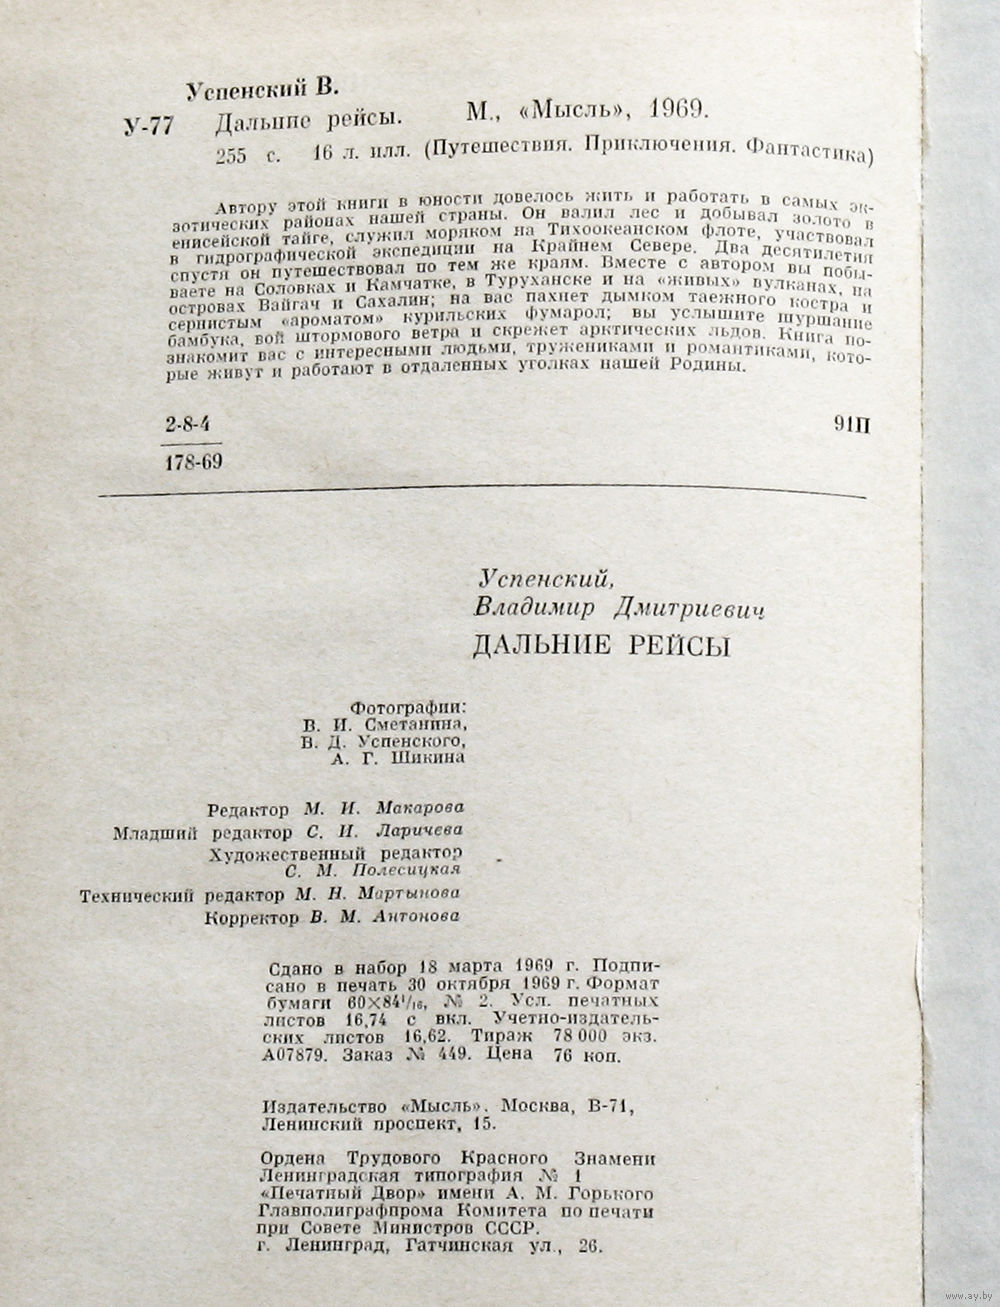 Успенский В.
У-77 Дальние рейсы. М., «Мысль», 1969.
255 с. 16 л. илл. (Путешествия. Приключения. Фантастика)
Автору этой книги в юности довелось жить и работать в самых эк-
зотических районах нашей страны. Он валил лес и добывал золото в
енисейской тайге, служил моряком на Тихоокеанском флоте, участвовал
в гидрографической экспедиции на Крайнем Севере. Два десятилетия
спустя он путешествовал по тем же краям. Вместе с автором вы побы-
ваете на Соловках и Камчатке, в Туруханске и на «живых» вулканах, на
островах Вайгач и Сахалин; на вас пахнет дымком таежного костра и
сернистым «ароматом» курильских фумарол; вы услышите шуршание
бамбука, вой штормового ветра и скрежет арктических льдов. Книга по-
знакомит вас с интересными людьми, тружениками и романтиками, кото-
рые живут и работают в отдаленных уголках нашей Родины.
2-8-4
178-69
91П
Успенский,
Владимир Дмитриевич
ДАЛЬНИЕ РЕЙСЫ
Фотографии:
В. И. Сметанина,
В. Д. Успенского,
А. Г. Шикина
Редактор М. И. Макарова
Младший редактор С. И. Ларичева
Художественный редактор
С. М. Полесицкая
Технический редактор М. Н. Мартынова
Корректор В. М. Антонова
Сдано в набор 18 марта 1969 г. Подпи-
сано в печать 30 октября 1969 г. Формат
бумаги 60×84¹/₁₆, № 2. Усл. печатных
листов 16,74 с вкл. Учетно-издатель-
ских листов 16,62. Тираж 78 000 экз.
А07879. Заказ № 449. Цена 76 коп.
Издательство «Мысль». Москва, В-71,
Ленинский проспект, 15.
Ордена Трудового Красного Знамени
Ленинградская типография № 1
«Печатный Двор» имени А. М. Горького
Главполиграфпрома Комитета по печати
при Совете Министров СССР.
г. Ленинград, Гатчинская ул., 26.
www.ay.by